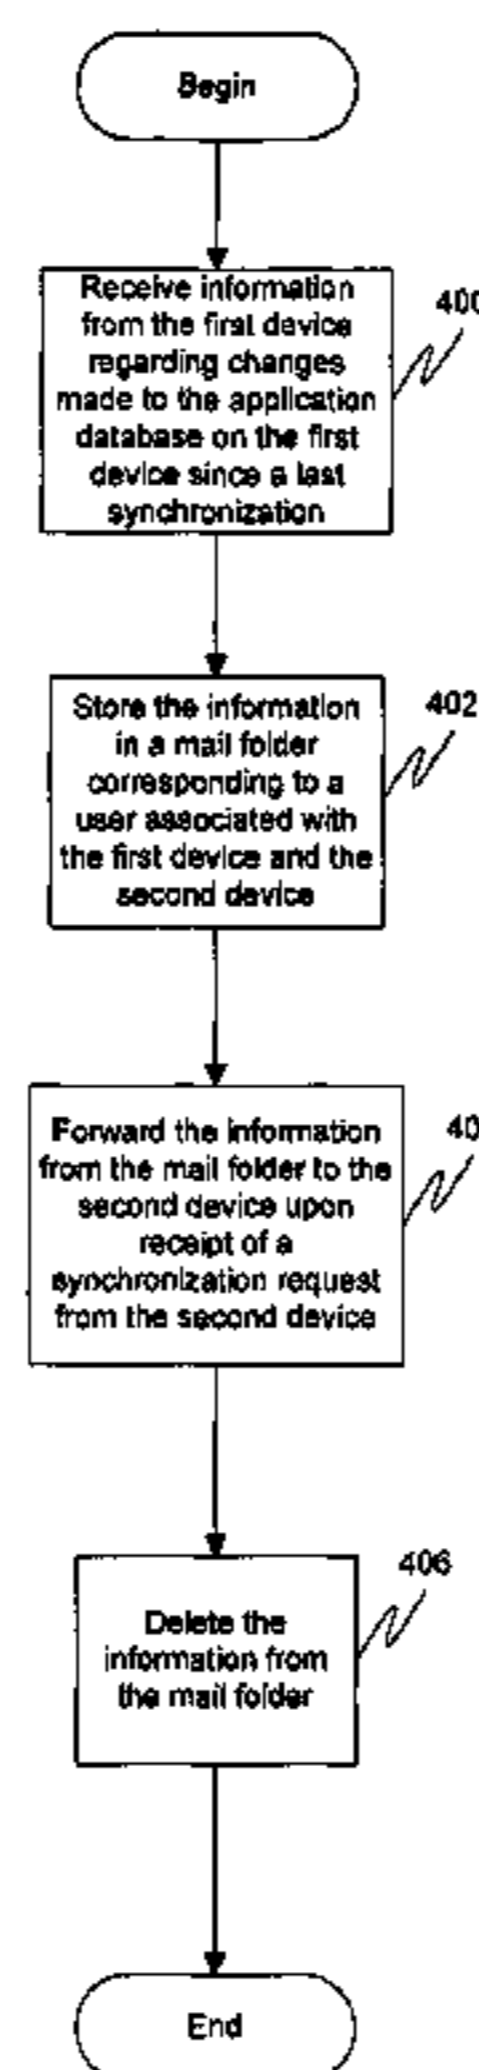 Begin
Receive information
from the first device
regarding changes
made to the application
database on the first
device since a last
synchronization
400
Store the information
in a mail folder
corresponding to a
user associated with
the first device and the
second device
402
Forward the information
from the mail folder to the
second device upon
receipt of a
synchronization request
from the second device
40
Delete the
information from
the mail folder
406
End